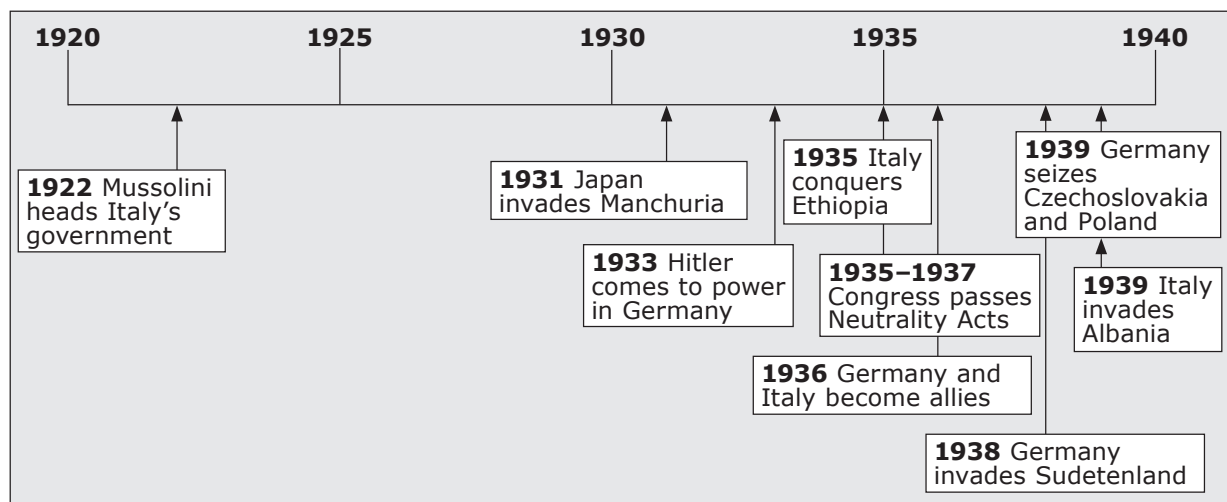 1920
1925
1930
1935
1940
1922 Mussolini
heads Italy’s
government
1931 Japan
invades Manchuria
1933 Hitler
comes to power
in Germany
1935 Italy
conquers
Ethiopia
1935–1937
Congress passes
Neutrality Acts
1936 Germany and
Italy become allies
1938 Germany
invades Sudetenland
1939 Germany
seizes
Czechoslovakia
and Poland
1939 Italy
invades
Albania